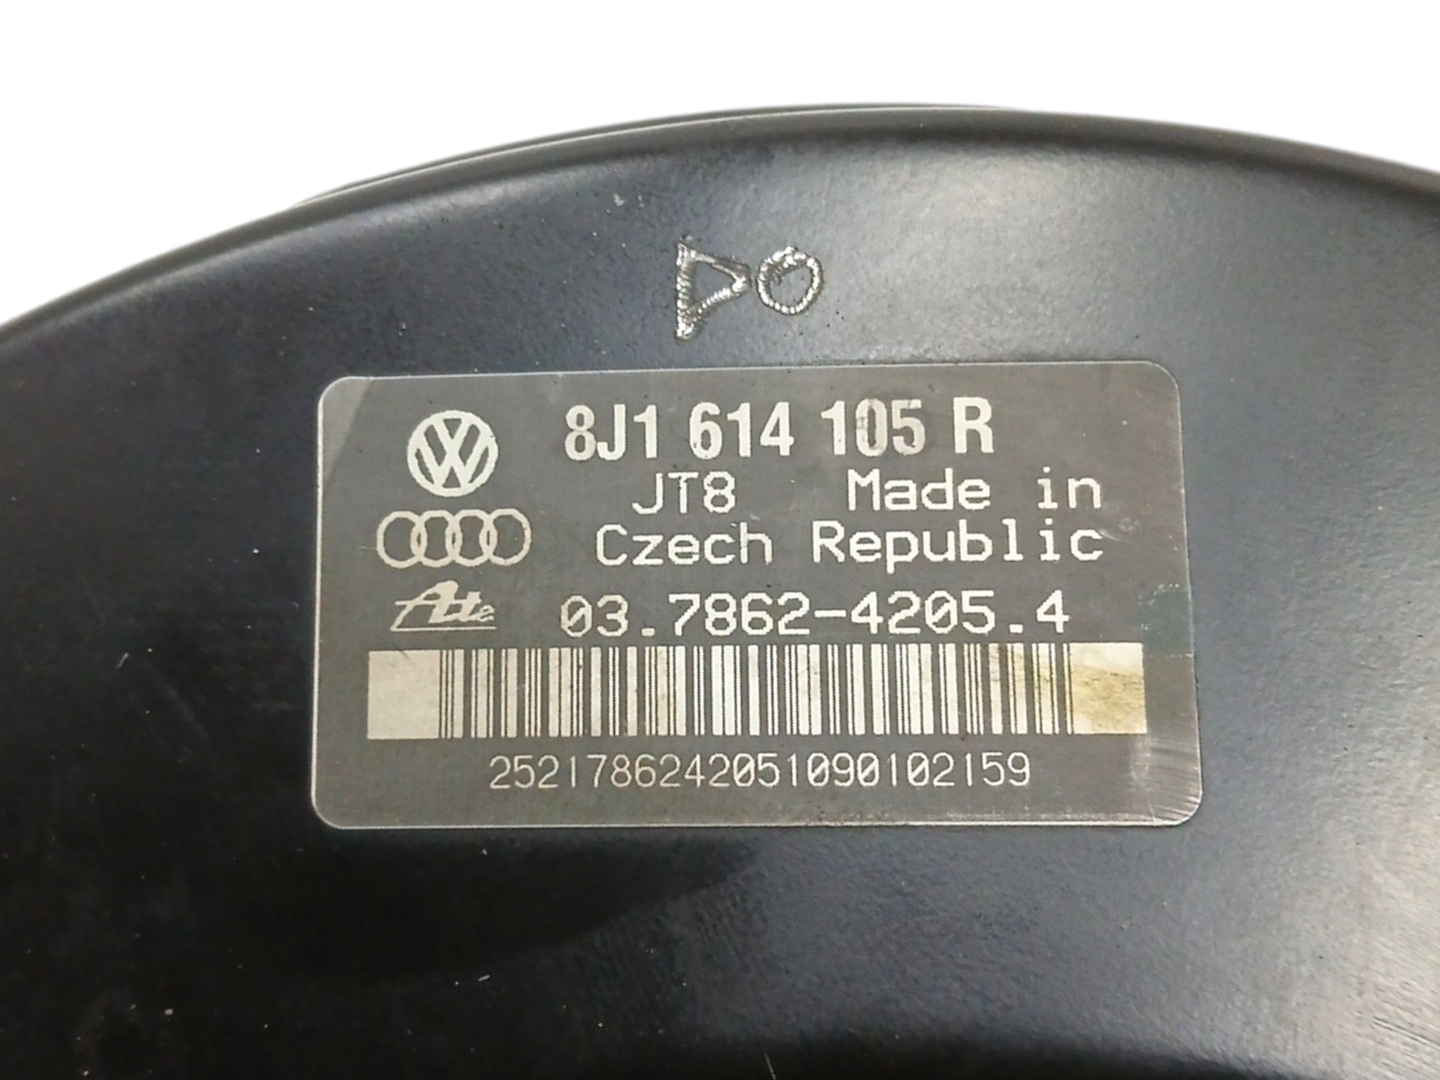 DO
8J1 614 105 R
JT8 Made in
Czech Republic
Ate 03.7862-4205.4
2521786242051090102159